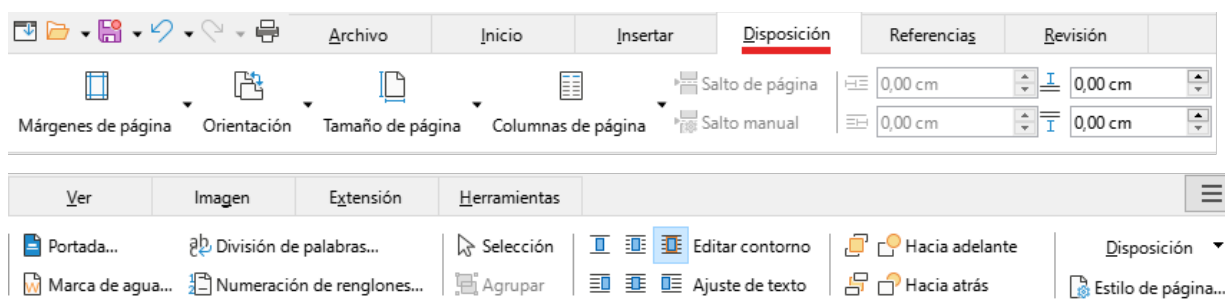 Archivo Inicio Insertar Disposición Referencias Revisión
Salto de página 0,00 cm 0,00 cm
Márgenes de página Orientación Tamaño de página Columnas de página Salto manual 0,00 cm 0,00 cm
Ver Imagen Extensión Herramientas
Portada... División de palabras... Selección Editar contorno Hacia adelante Disposición
Marca de agua... Numeración de renglones... Agrupar Ajuste de texto Hacia atrás Estilo de página...